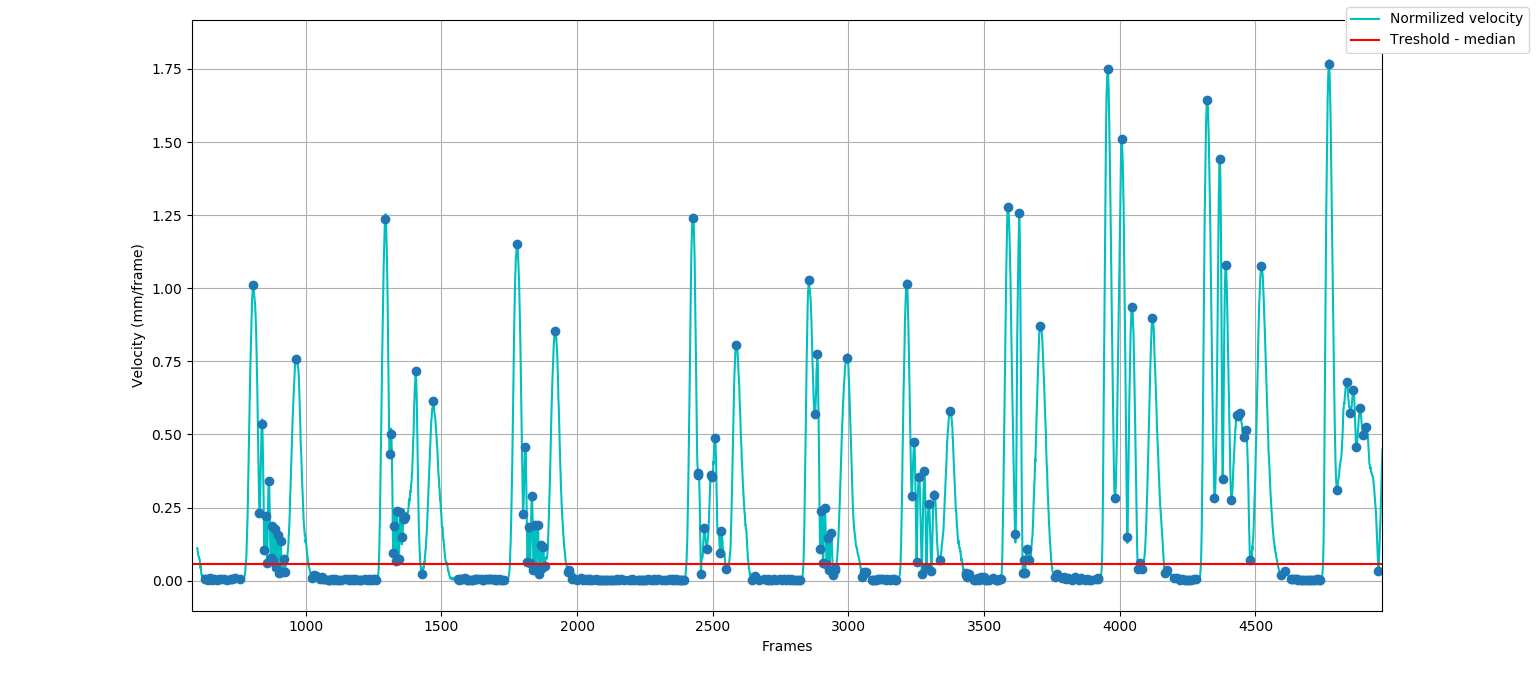 Normilized velocity
Treshold - median
1.75
1.50
1.25
1.00
0.75
0.50
0.25
0.00
Velocity (mm/frame)
1000 1500 2000 2500 3000 3500 4000 4500
Frames